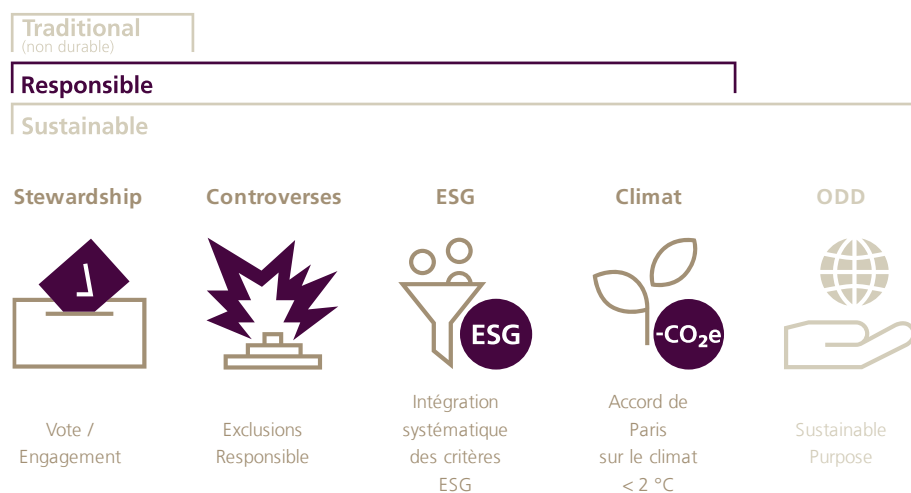 Traditional
(non durable)
Responsible
Sustainable
Stewardship
Controverses
ESG
Climat
ODD
ESG
-CO₂e
Vote /
Engagement
Exclusions
Responsible
Intégration
systématique
des critères
ESG
Accord de
Paris
sur le climat
< 2 °C
Sustainable
Purpose